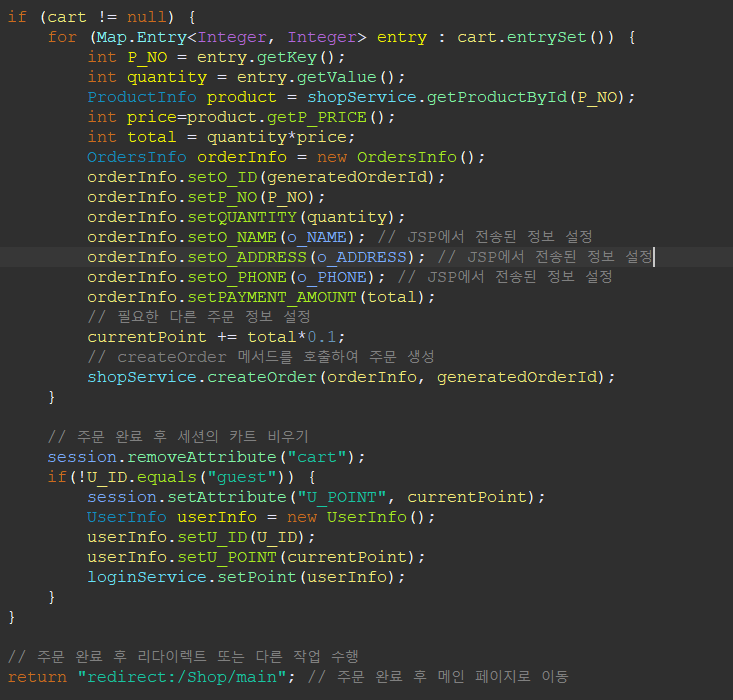 if (cart != null) {
    for (Map.Entry<Integer, Integer> entry : cart.entrySet()) {
        int P_NO = entry.getKey();
        int quantity = entry.getValue();
        ProductInfo product = shopService.getProductById(P_NO);
        int price=product.getP_PRICE();
        int total = quantity*price;
        OrdersInfo orderInfo = new OrdersInfo();
        orderInfo.setO_ID(generatedOrderId);
        orderInfo.setP_NO(P_NO);
        orderInfo.setQUANTITY(quantity);
        orderInfo.setO_NAME(o_NAME); // JSP에서 전송된 정보 설정
        orderInfo.setO_ADDRESS(o_ADDRESS); // JSP에서 전송된 정보 설정
        orderInfo.setO_PHONE(o_PHONE); // JSP에서 전송된 정보 설정
        orderInfo.setPAYMENT_AMOUNT(total);
        // 필요한 다른 주문 정보 설정
        currentPoint += total*0.1;
        // createOrder 메서드를 호출하여 주문 생성
        shopService.createOrder(orderInfo, generatedOrderId);
    }

    // 주문 완료 후 세션의 카트 비우기
    session.removeAttribute("cart");
    if(!U_ID.equals("guest")) {
        session.setAttribute("U_POINT", currentPoint);
        UserInfo userInfo = new UserInfo();
        userInfo.setU_ID(U_ID);
        userInfo.setU_POINT(currentPoint);
        loginService.setPoint(userInfo);
    }
}

// 주문 완료 후 리다이렉트 또는 다른 작업 수행
return "redirect:/Shop/main"; // 주문 완료 후 메인 페이지로 이동